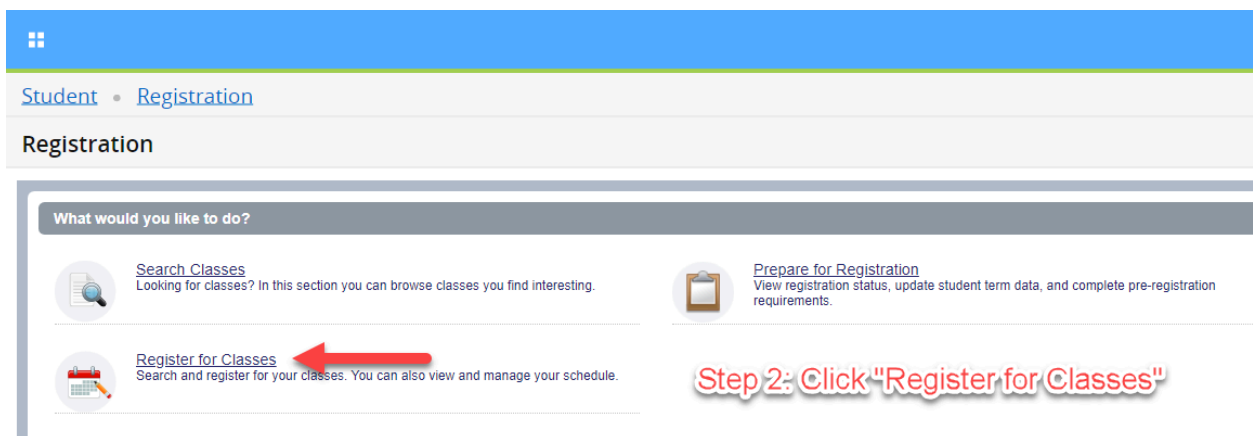 Student • Registration
Registration
What would you like to do?
Search Classes
Looking for classes? In this section you can browse classes you find interesting.
Prepare for Registration
View registration status, update student term data, and complete pre-registration
requirements.
Register for Classes
Search and register for your classes. You can also view and manage your schedule.
Step 2: Click "Register for Classes"